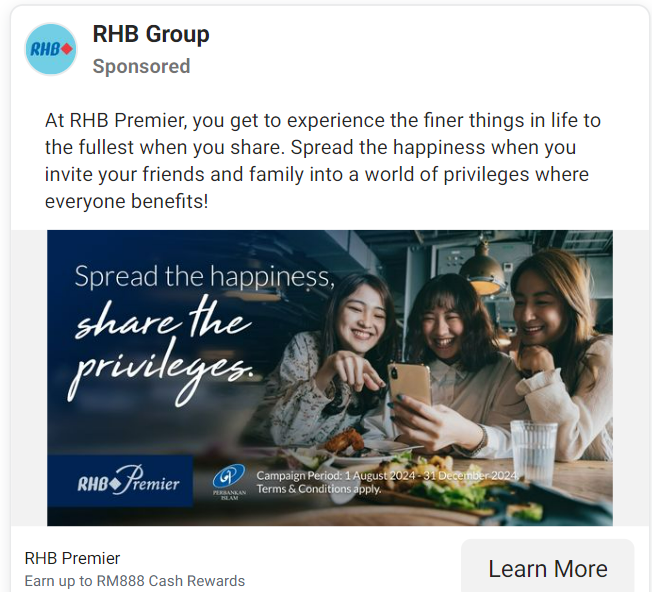 RHB
RHB Group
Sponsored
At RHB Premier, you get to experience the finer things in life to
the fullest when you share. Spread the happiness when you
invite your friends and family into a world of privileges where
everyone benefits!
Spread the happiness,
share the
privileges.
RHB Premier
PERBANKAN
ISLAM
Campaign Period: 1 August 2024 - 31 December 2024.
Terms & Conditions apply.
RHB Premier
Earn up to RM888 Cash Rewards
Learn More